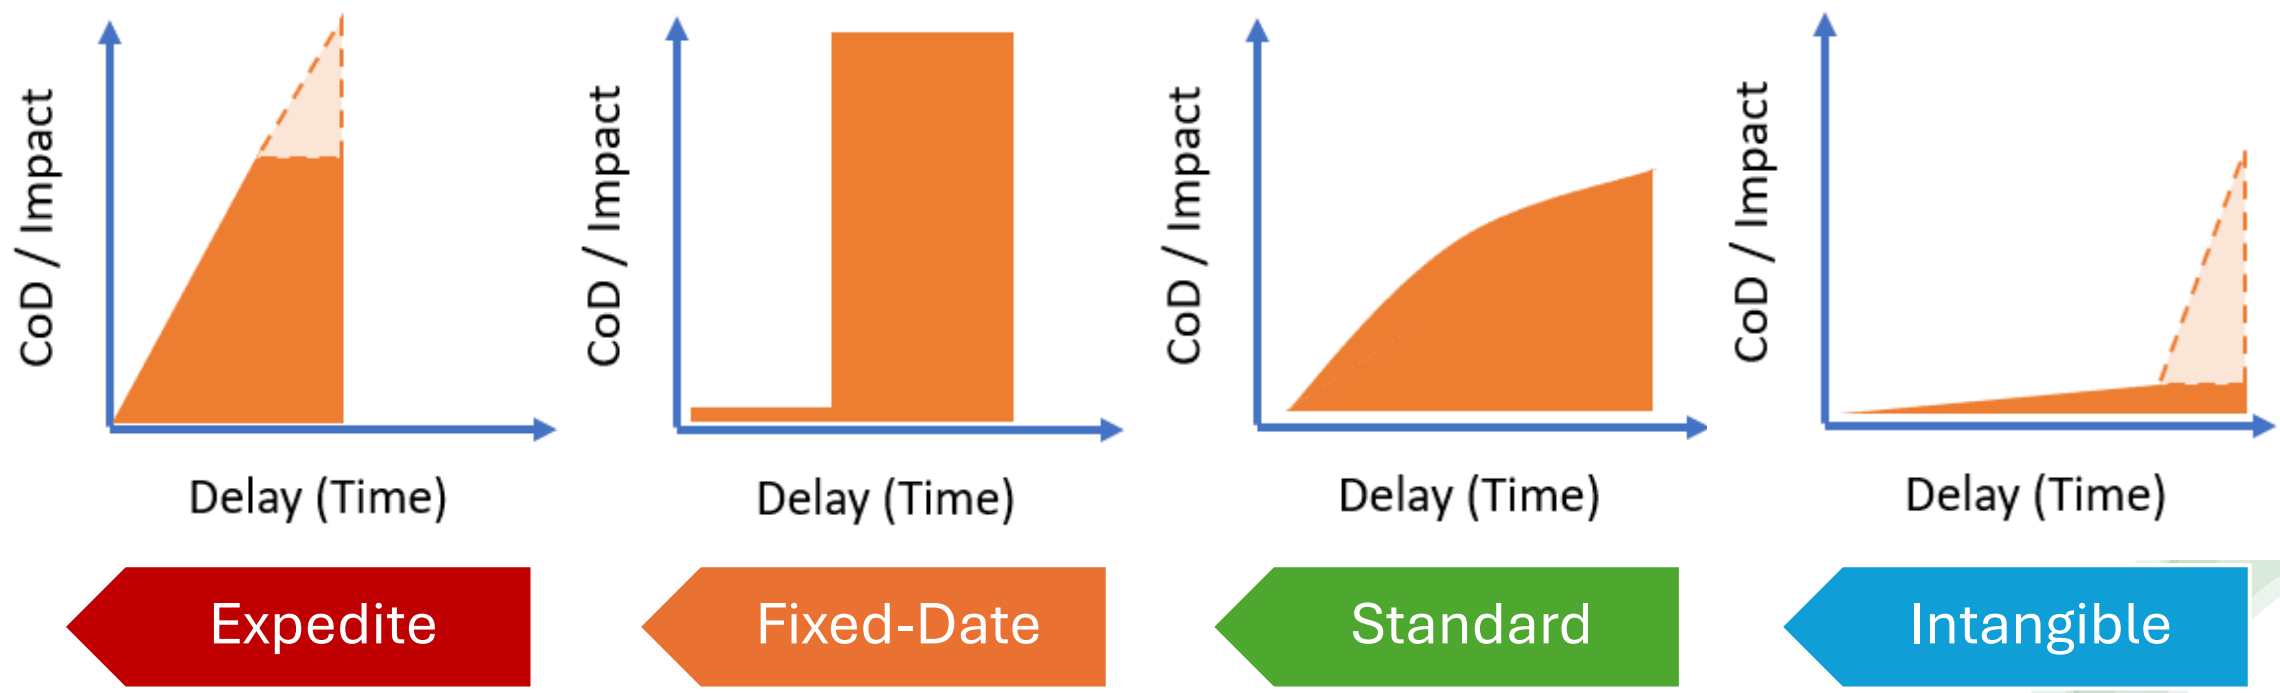 CoD / Impact
Delay (Time)
Expedite
CoD / Impact
Delay (Time)
Fixed-Date
CoD / Impact
Delay (Time)
Standard
CoD / Impact
Delay (Time)
Intangible